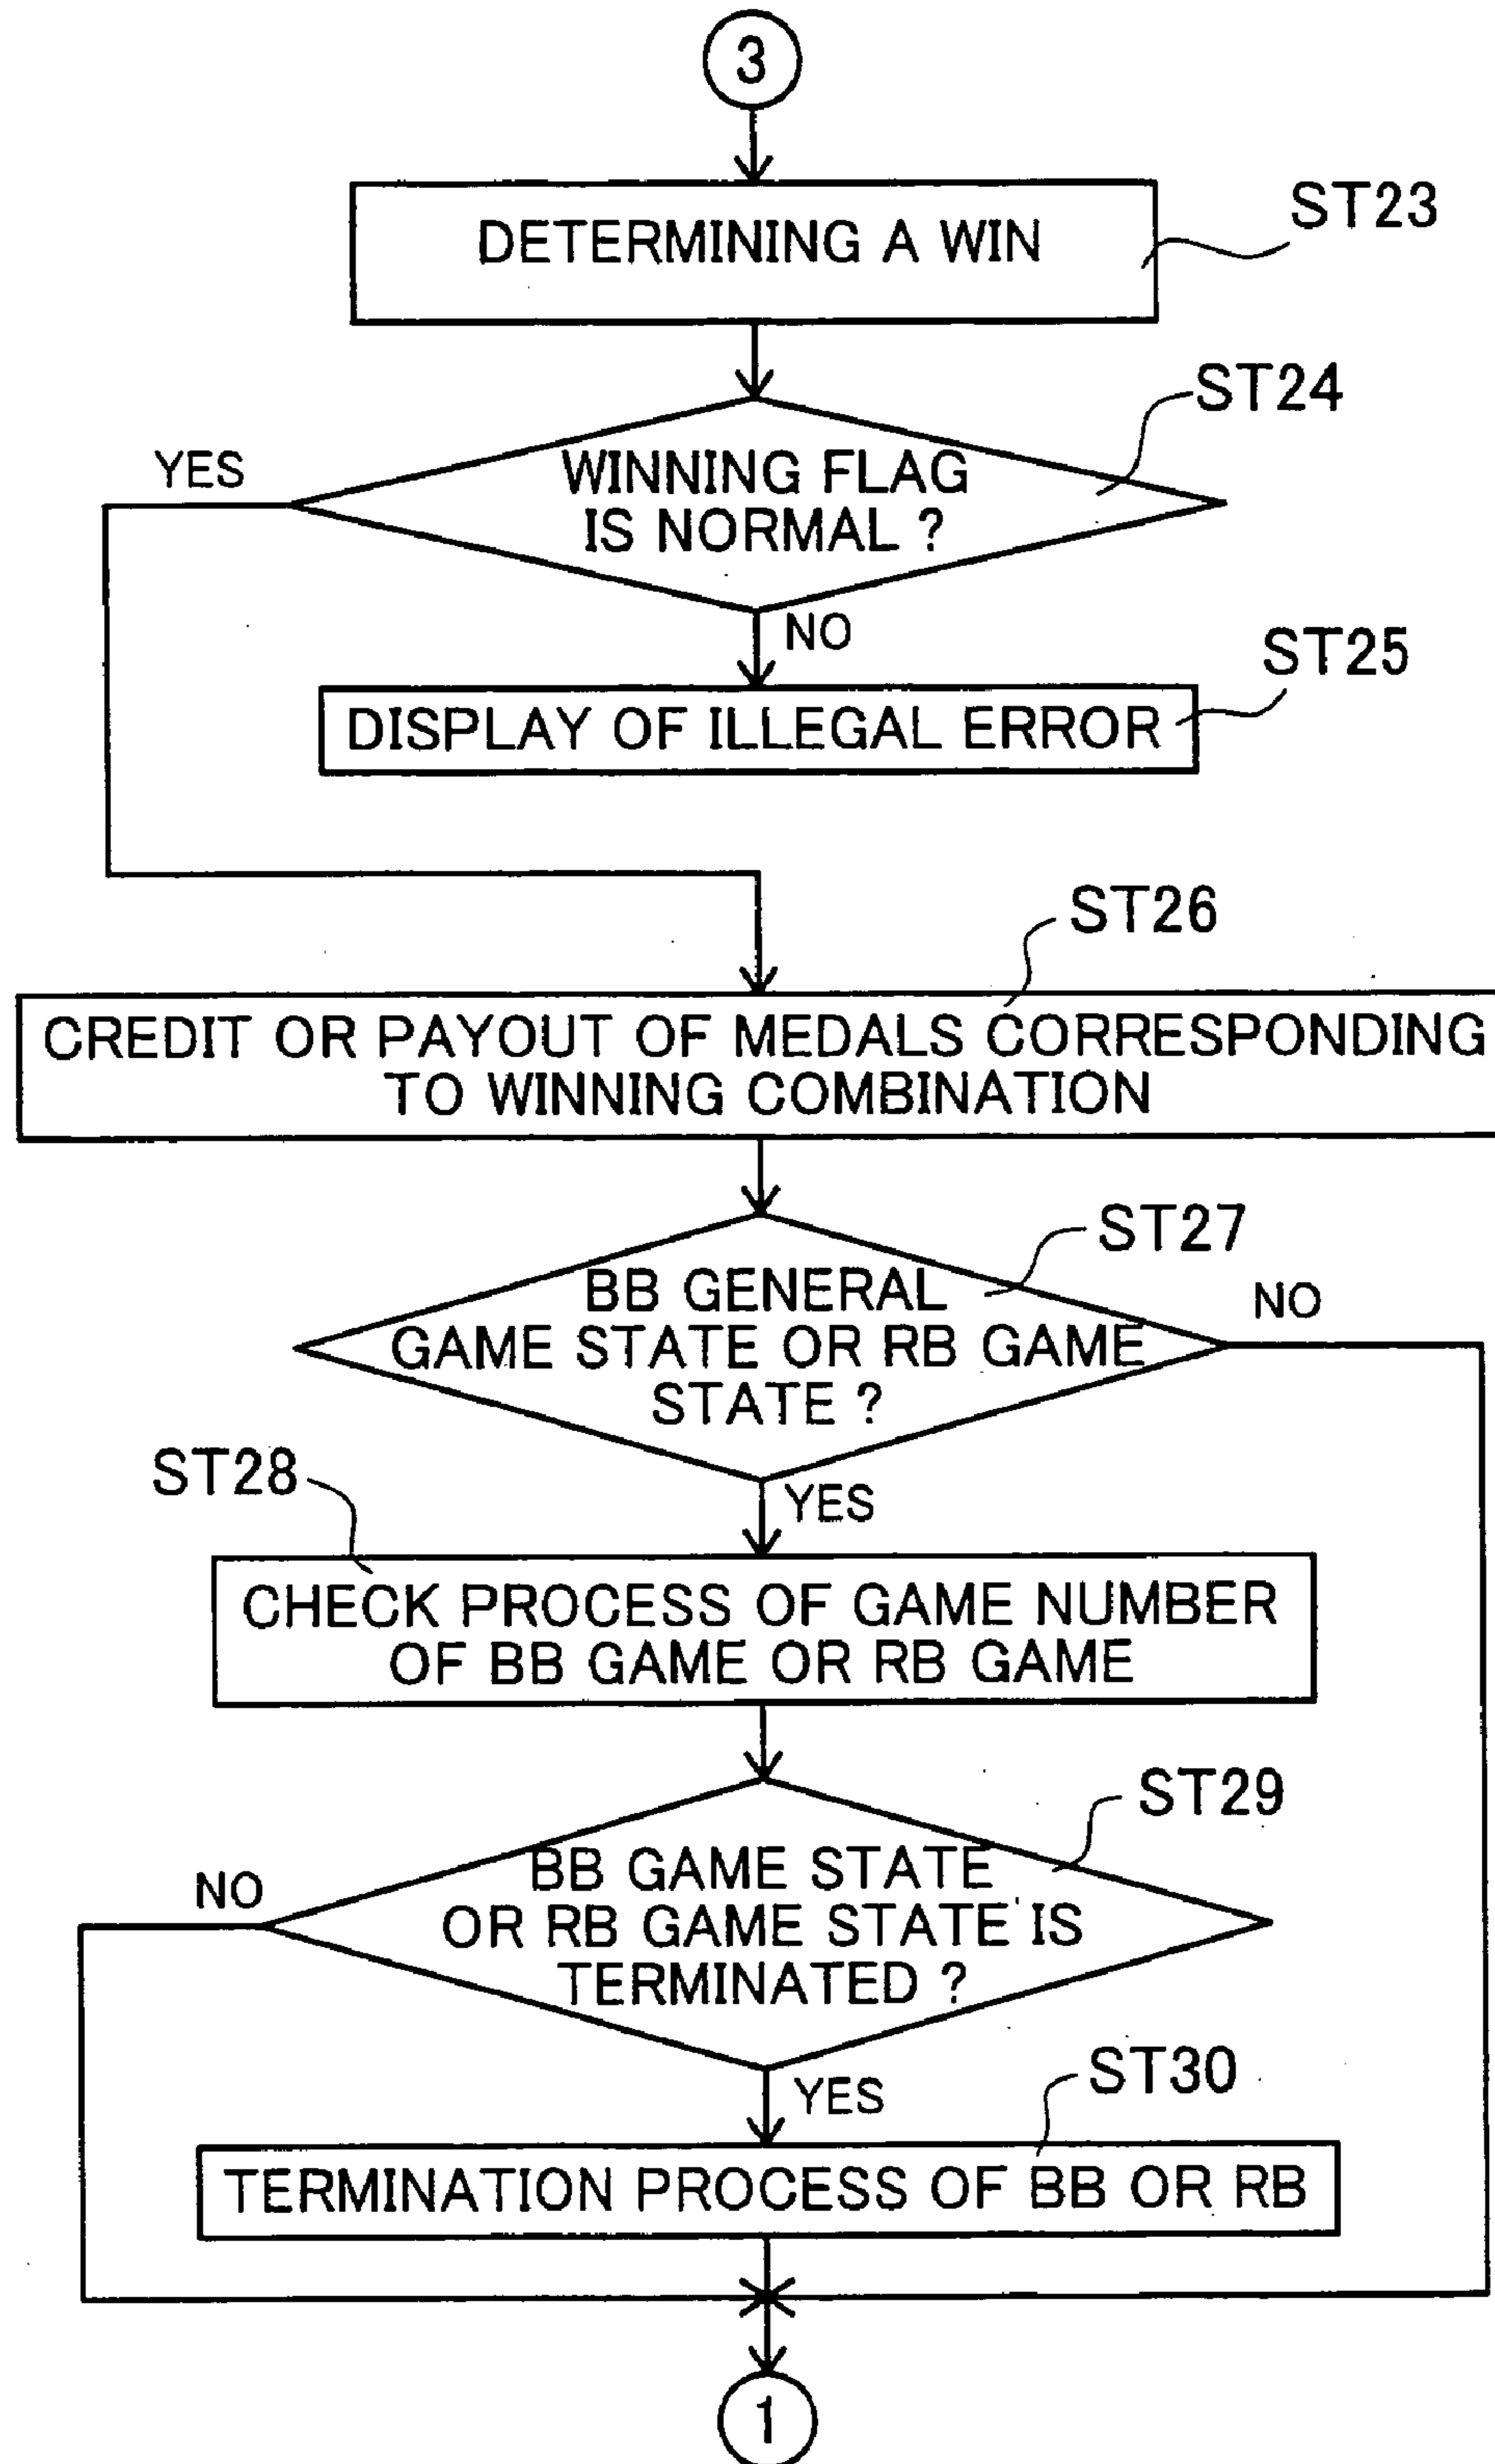 3
DETERMINING A WIN
ST23
ST24
YES
WINNING FLAG
IS NORMAL ?
NO
ST25
DISPLAY OF ILLEGAL ERROR
ST26
CREDIT OR PAYOUT OF MEDALS CORRESPONDING
TO WINNING COMBINATION
ST27
BB GENERAL
GAME STATE OR RB GAME
STATE ?
NO
ST28
YES
CHECK PROCESS OF GAME NUMBER
OF BB GAME OR RB GAME
ST29
NO
BB GAME STATE
OR RB GAME STATE IS
TERMINATED ?
ST30
YES
TERMINATION PROCESS OF BB OR RB
1